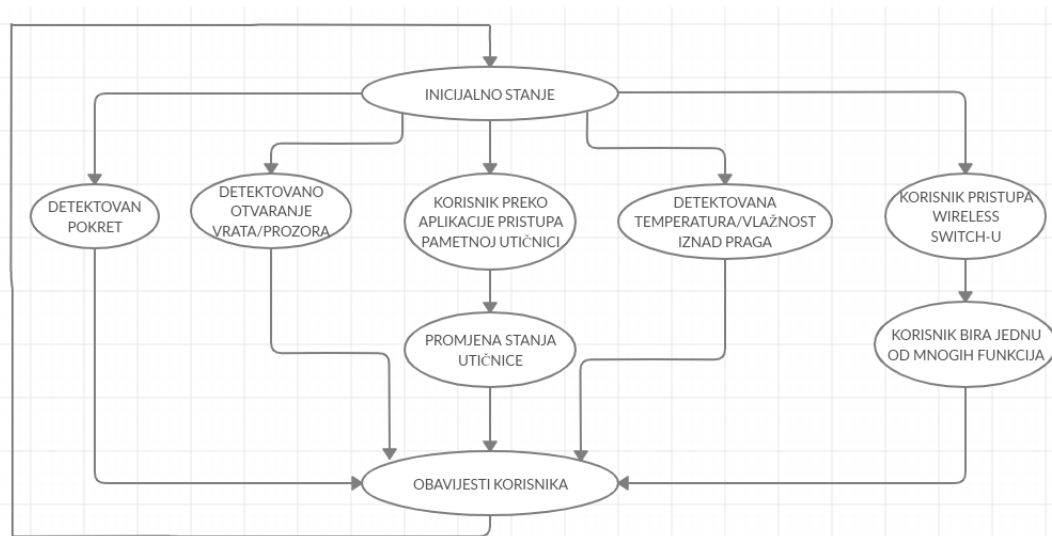 INICIJALNO STANJE
DETEKTOVAN
POKRET
DETEKTOVANO
OTVARANJE
VRATA/PROZORA
KORISNIK PREKO
APLIKACIJE PRISTUPA
PAMETNOJ UTIČNICI
DETEKTOVANA
TEMPERATURA/VLAŽNOST
IZNAD PRAGA
KORISNIK PRISTUPA
WIRELESS
SWITCH-U
PROMJENA STANJA
UTIČNICE
KORISNIK BIRA JEDNU
OD MNOGIH FUNKCIJA
OBAVIJESTI KORISNIKA